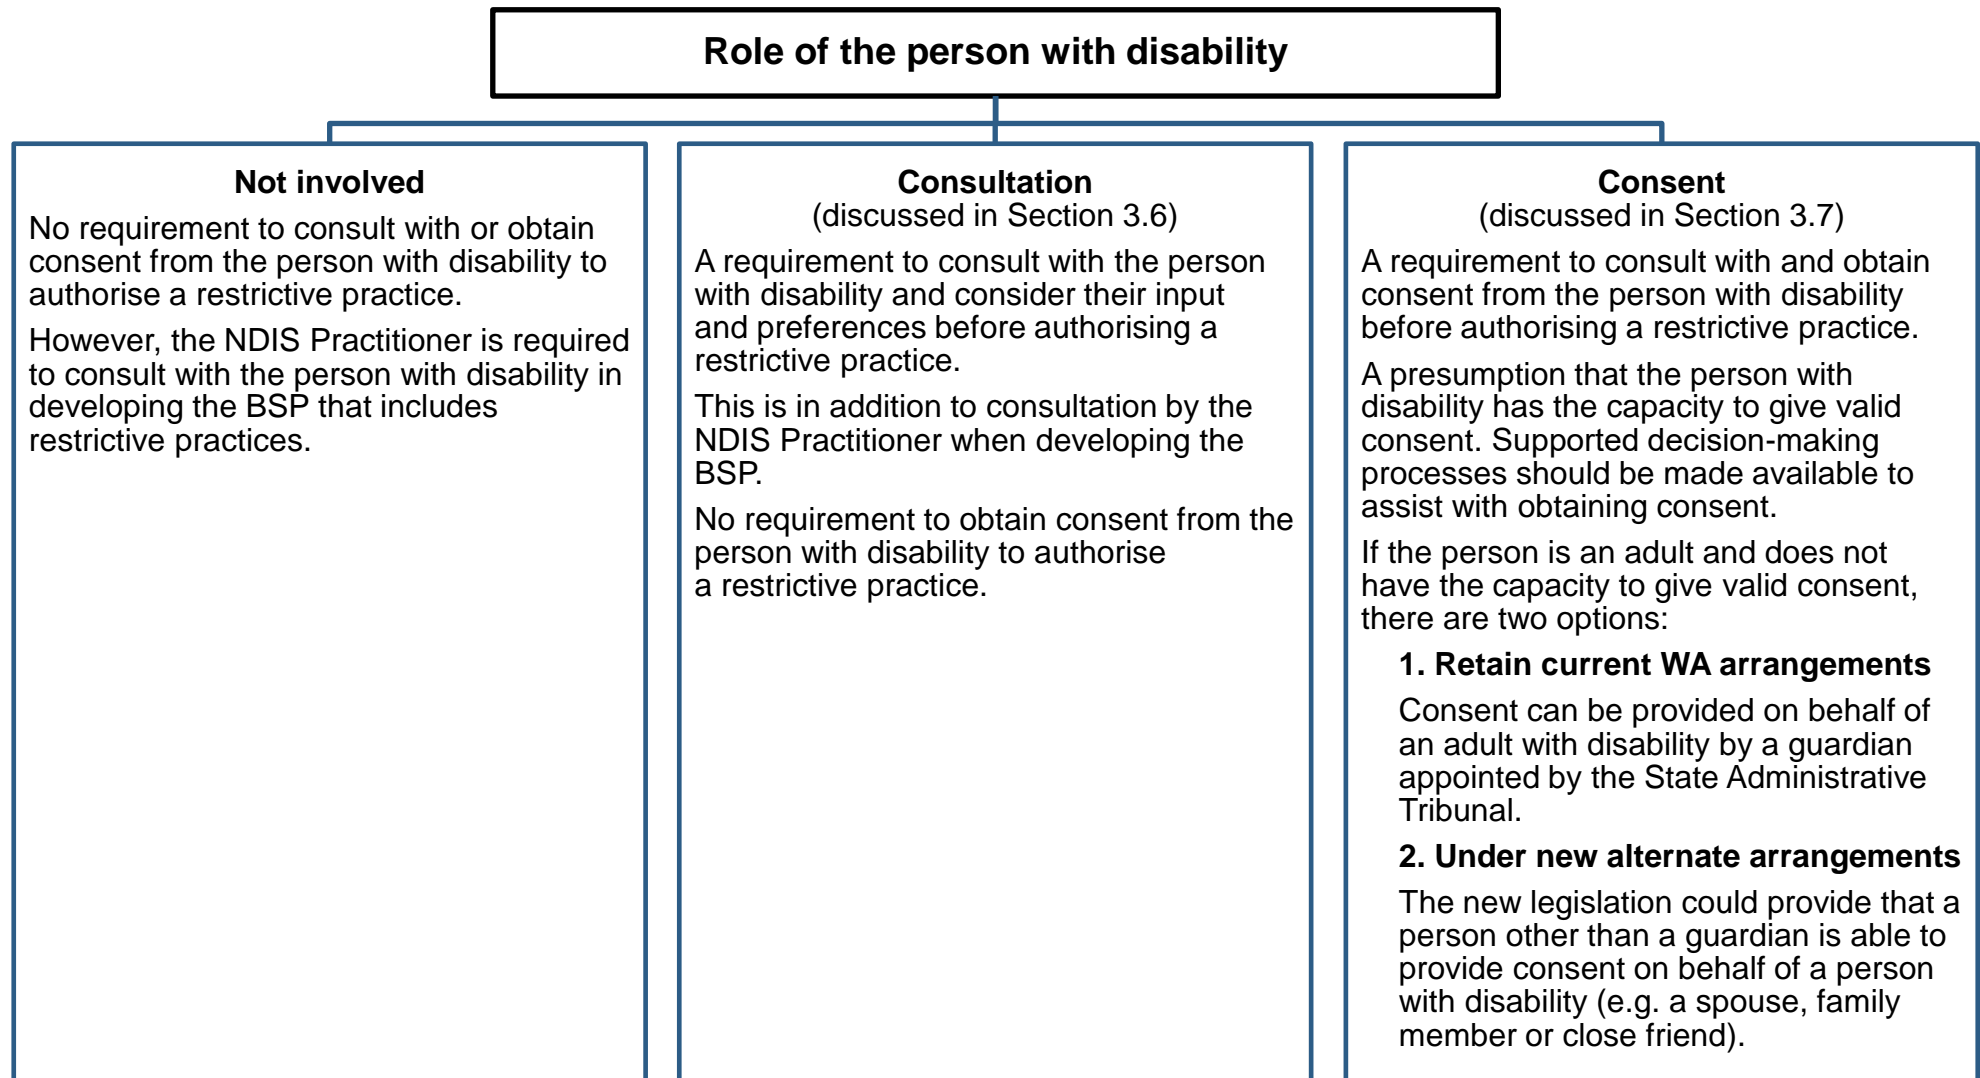 Role of the person with disability
Not involved
No requirement to consult with or obtain
consent from the person with disability to
authorise a restrictive practice.
However, the NDIS Practitioner is required
to consult with the person with disability in
developing the BSP that includes
restrictive practices.
Consultation
(discussed in Section 3.6)
A requirement to consult with the person
with disability and consider their input
and preferences before authorising a
restrictive practice.
This is in addition to consultation by the
NDIS Practitioner when developing the
BSP.
No requirement to obtain consent from the
person with disability to authorise
a restrictive practice.
Consent
(discussed in Section 3.7)
A requirement to consult with and obtain
consent from the person with disability
before authorising a restrictive practice.
A presumption that the person with
disability has the capacity to give valid
consent. Supported decision-making
processes should be made available to
assist with obtaining consent.
If the person is an adult and does not
have the capacity to give valid consent,
there are two options:
1. Retain current WA arrangements
Consent can be provided on behalf of
an adult with disability by a guardian
appointed by the State Administrative
Tribunal.
2. Under new alternate arrangements
The new legislation could provide that a
person other than a guardian is able to
provide consent on behalf of a person
with disability (e.g. a spouse, family
member or close friend).